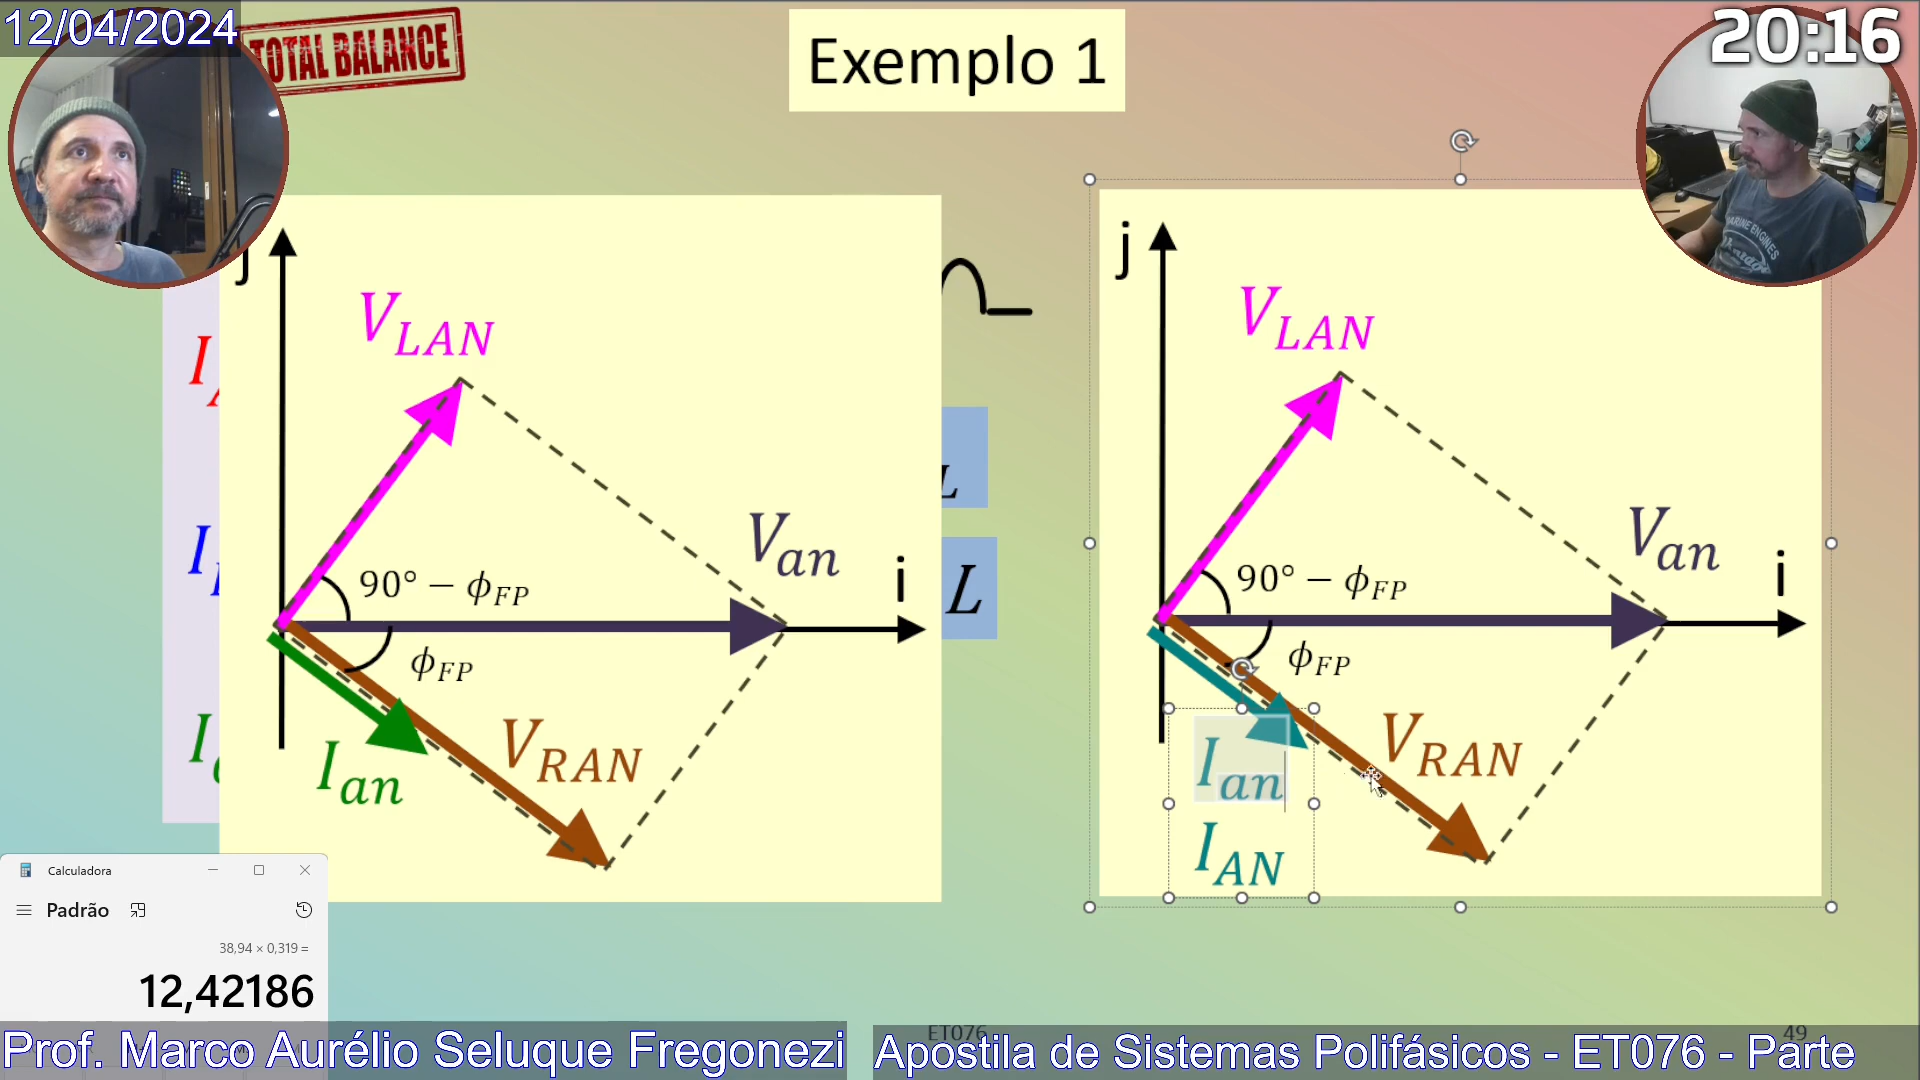 12/04/2024
TOTAL BALANCE
Exemplo 1
20:16
j
V_LAN
90° − ϕ_FP
V_an
i
ϕ_FP
I_an
V_RAN
j
V_LAN
90° − ϕ_FP
V_an
i
ϕ_FP
I_an
I_AN
V_RAN
I
I
I
L
L
Calculadora
Padrão
38,94 × 0,319 =
12,42186
ET076
49
Prof. Marco Aurélio Seluque Fregonezi
Apostila de Sistemas Polifásicos - ET076 - Parte